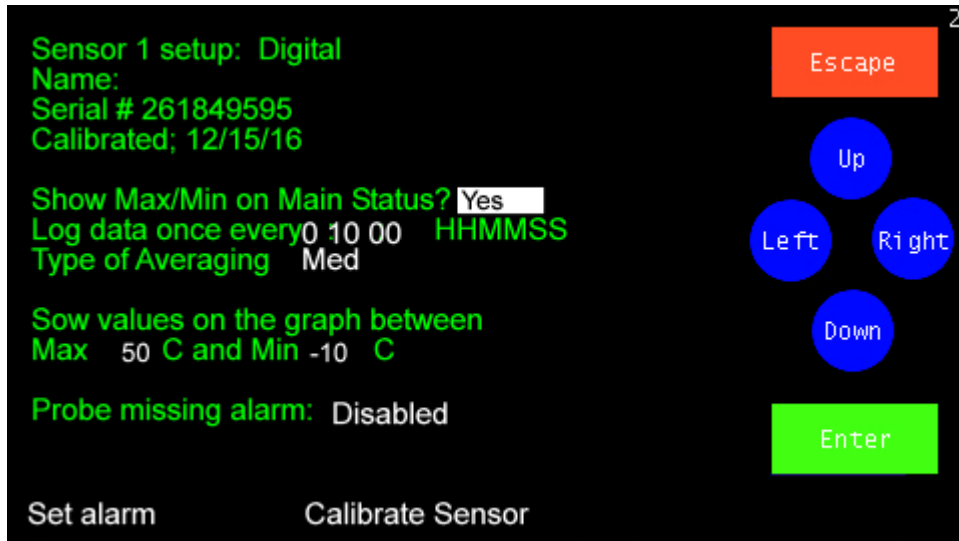 2
Sensor 1 setup: Digital
Name:
Serial # 261849595
Calibrated; 12/15/16
Show Max/Min on Main Status? Yes
Log data once every 0 10 00 HHMMSS
Type of Averaging Med
Sow values on the graph between
Max 50 C and Min -10 C
Probe missing alarm: Disabled
Set alarm Calibrate Sensor
Escape
Up
Left Right
Down
Enter